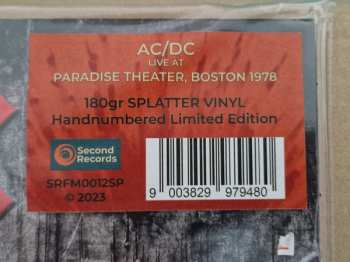 AC/DC
LIVE AT
PARADISE THEATER, BOSTON 1978
180gr SPLATTER VINYL
Handnumbered Limited Edition
Second
Records
SRFM0012SP
© 2023
9 003829 979480